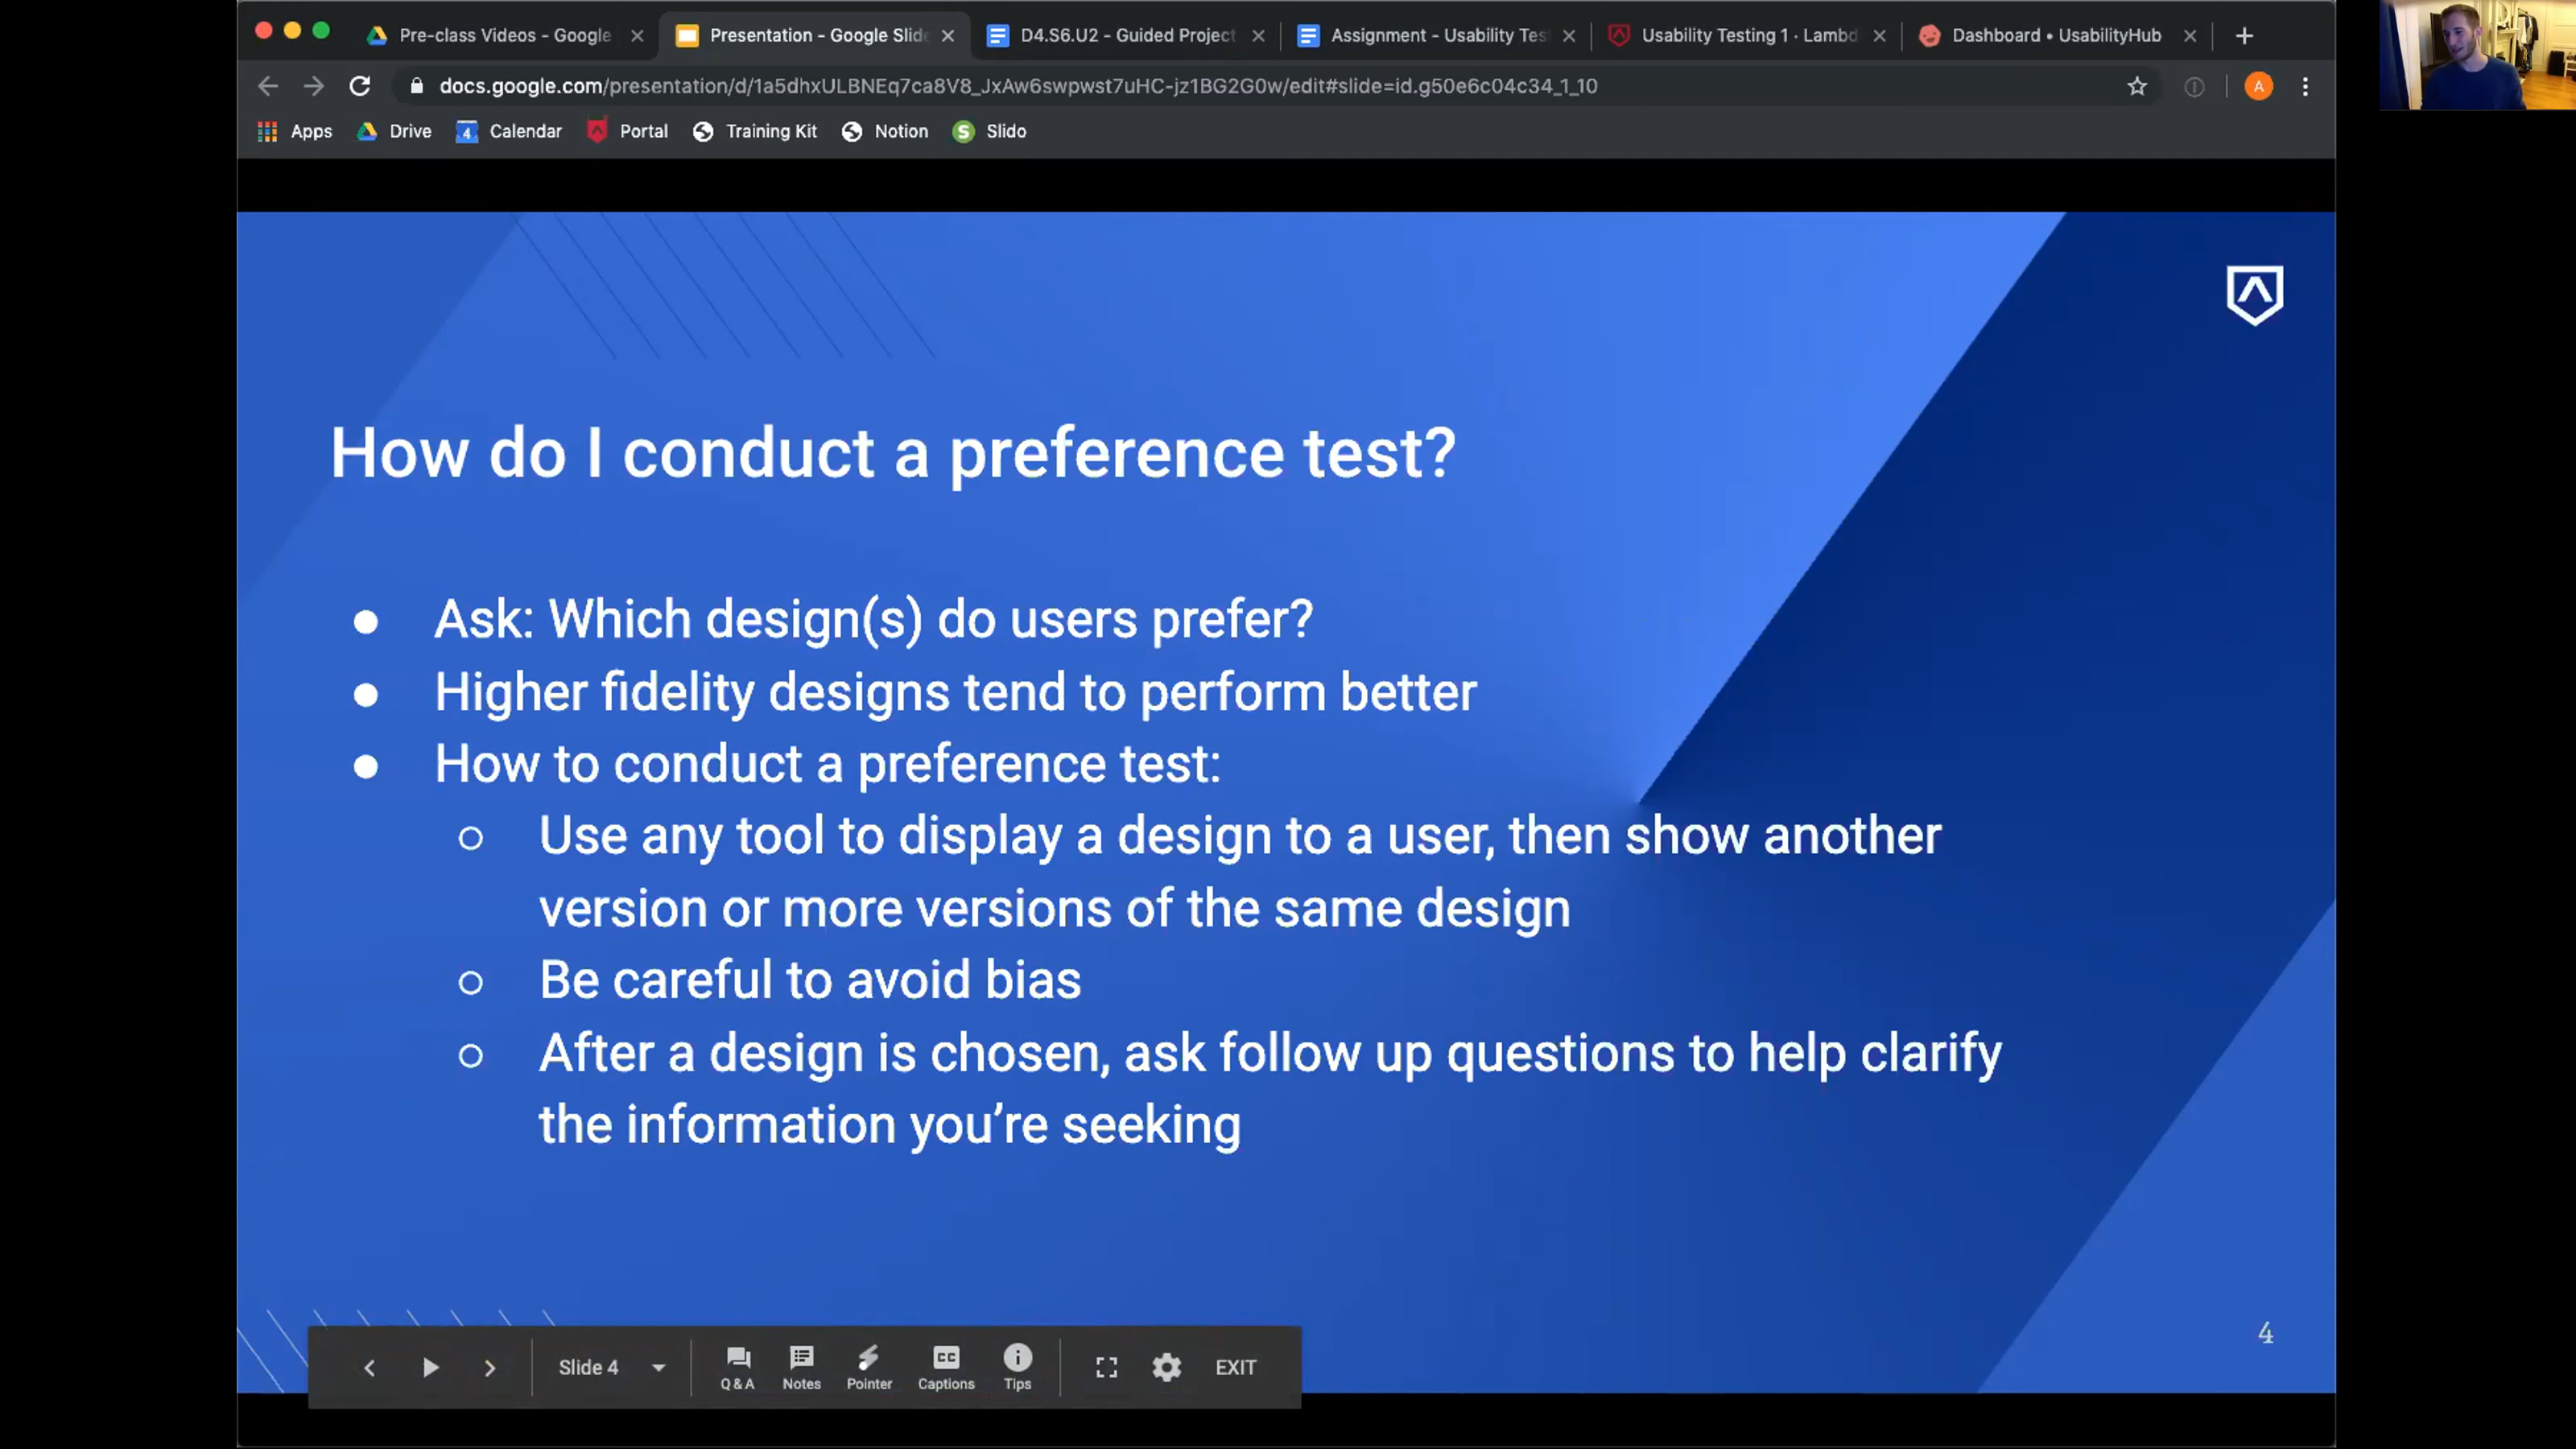 Pre-class Videos - Google
Presentation - Google Slide
D4.S6.U2 - Guided Project
Assignment - Usability Tes
Usability Testing 1 · Lambd
Dashboard • UsabilityHub
docs.google.com/presentation/d/1a5dhxULBNEq7ca8V8_JxAw6swpwst7uHC-jz1BG2G0w/edit#slide=id.g50e6c04c34_1_10
A
Apps
Drive
4
Calendar
Portal
Training Kit
Notion
S
Slido
How do I conduct a preference test?
● Ask: Which design(s) do users prefer?
● Higher fidelity designs tend to perform better
● How to conduct a preference test:
○ Use any tool to display a design to a user, then show another
version or more versions of the same design
○ Be careful to avoid bias
○ After a design is chosen, ask follow up questions to help clarify
the information you’re seeking
4
Slide 4
Q & A
Notes
Pointer
CC
Captions
Tips
EXIT